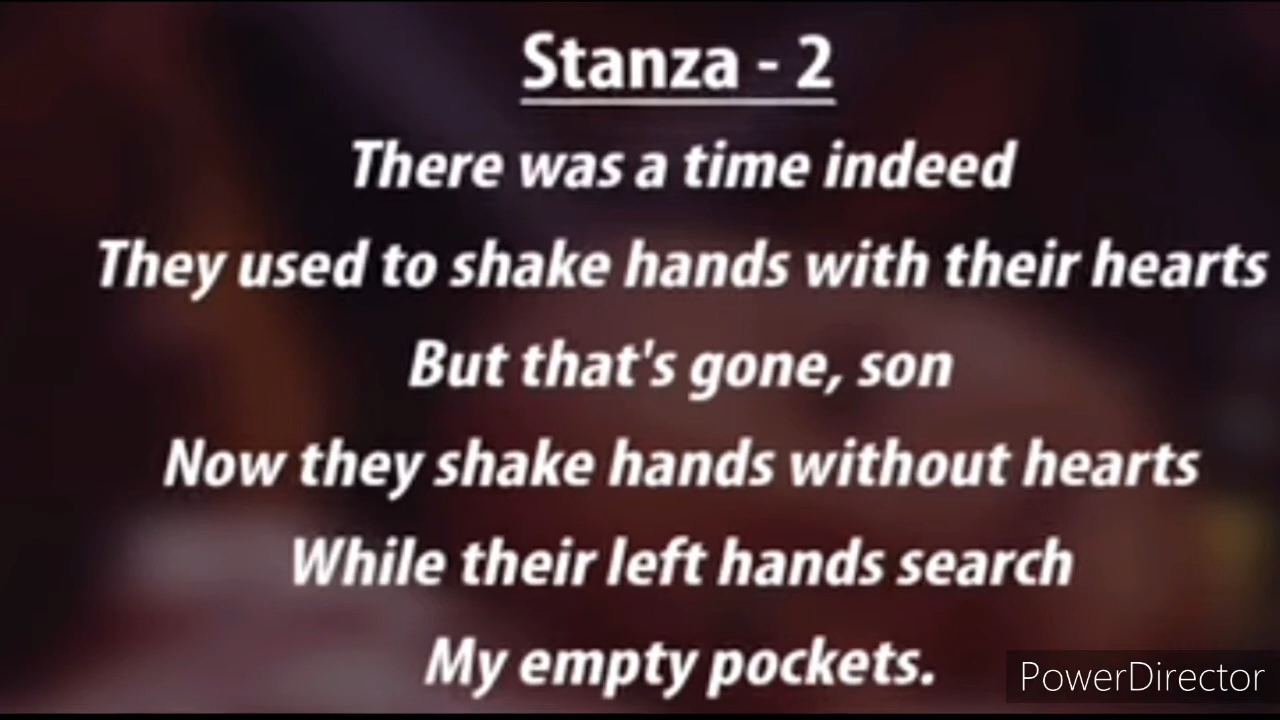 Stanza - 2
There was a time indeed
They used to shake hands with their hearts
But that's gone, son
Now they shake hands without hearts
While their left hands search
My empty pockets.
PowerDirector